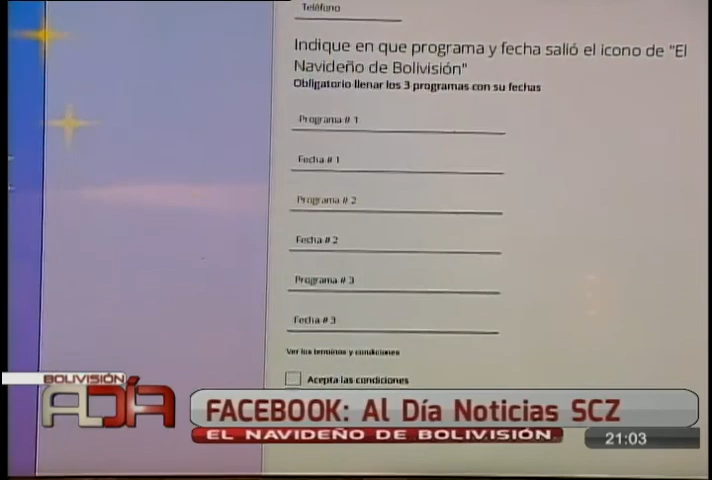 Teléfono
Indique en que programa y fecha salió el icono de "El
Navideño de Bolivisión"
Obligatorio llenar los 3 programas con su fechas
Programa # 1
Fecha # 1
Programa # 2
Fecha # 2
Programa # 3
Fecha # 3
Ver los terminos y condiciones
Acepta las condiciones
BOLIVISIÓN
AL DÍA
FACEBOOK: Al Día Noticias SCZ
EL NAVIDEÑO DE BOLIVISIÓN
21:03